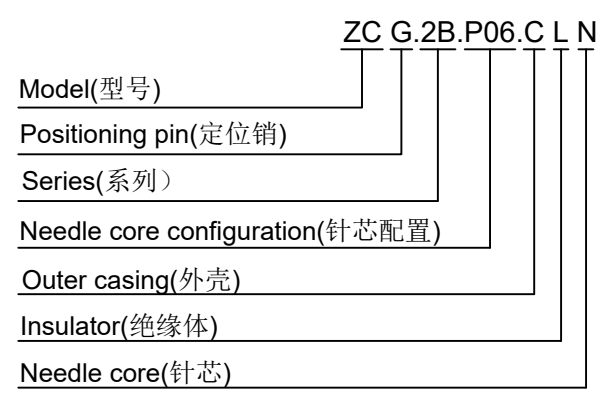 ZC G.2B.P06.C L N
Model(型号)
Positioning pin(定位销)
Series(系列）
Needle core configuration(针芯配置)
Outer casing(外壳)
Insulator(绝缘体)
Needle core(针芯)